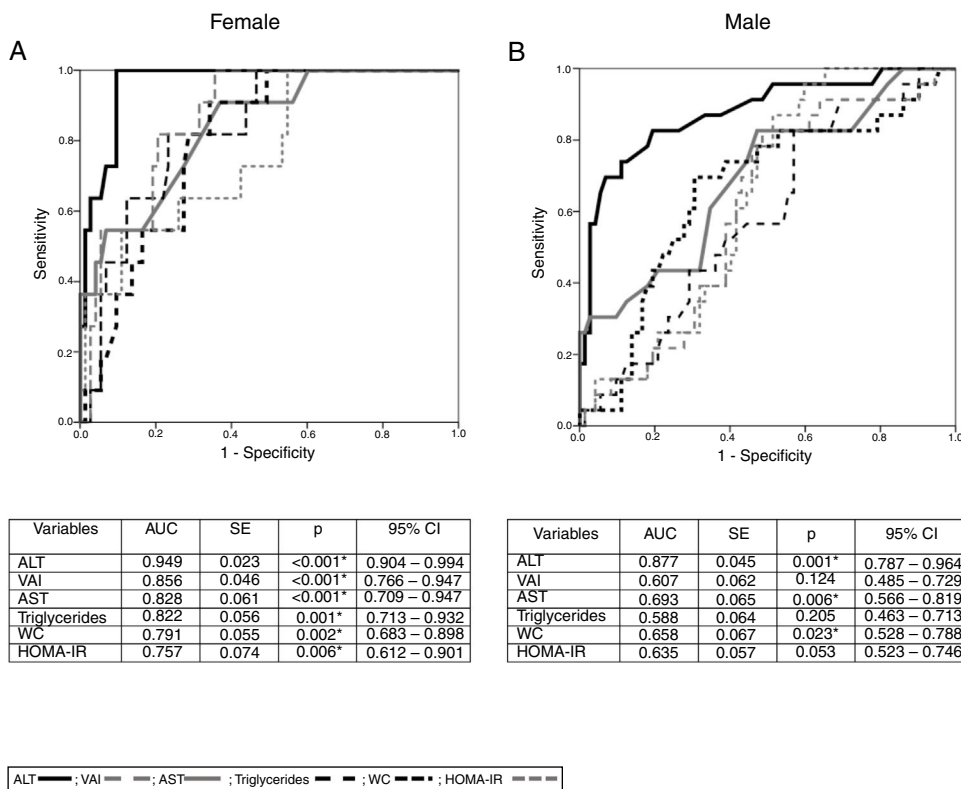 Female
A
1.0
0.8
0.6
0.4
0.2
0.0
Sensitivity
0.0 0.2 0.4 0.6 0.8 1.0
1 - Specificity
Male
B
1.0
0.8
0.6
0.4
0.2
0.0
Sensitivity
0.0 0.2 0.4 0.6 0.8 1.0
1 - Specificity
Variables AUC SE p 95% CI
ALT 0.949 0.023 <0.001* 0.904 – 0.994
VAI 0.856 0.046 <0.001* 0.766 – 0.947
AST 0.828 0.061 <0.001* 0.709 – 0.947
Triglycerides 0.822 0.056 0.001* 0.713 – 0.932
WC 0.791 0.055 0.002* 0.683 – 0.898
HOMA-IR 0.757 0.074 0.006* 0.612 – 0.901
Variables AUC SE p 95% CI
ALT 0.877 0.045 0.001* 0.787 – 0.964
VAI 0.607 0.062 0.124 0.485 – 0.729
AST 0.693 0.065 0.006* 0.566 – 0.819
Triglycerides 0.588 0.064 0.205 0.463 – 0.713
WC 0.658 0.067 0.023* 0.528 – 0.788
HOMA-IR 0.635 0.057 0.053 0.523 – 0.746
ALT ; VAI ; AST ; Triglycerides ; WC ; HOMA-IR